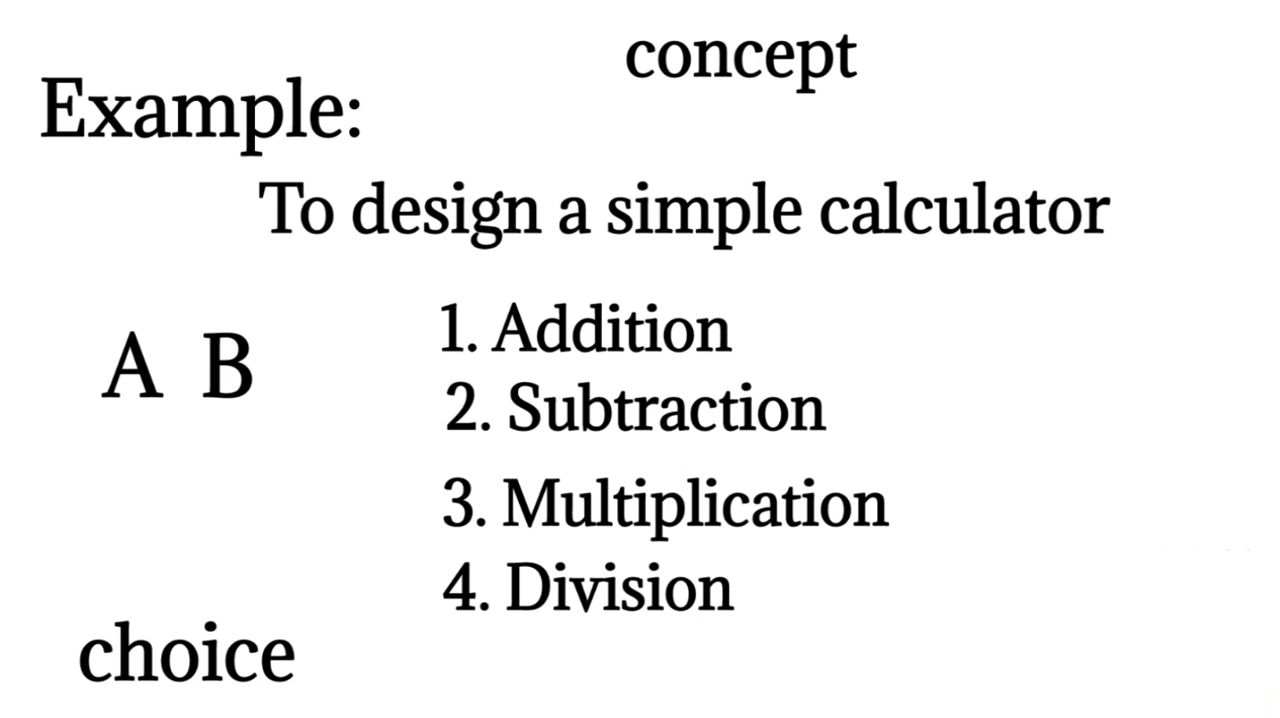 concept
Example:
To design a simple calculator
A B
1. Addition
2. Subtraction
3. Multiplication
4. Division
choice